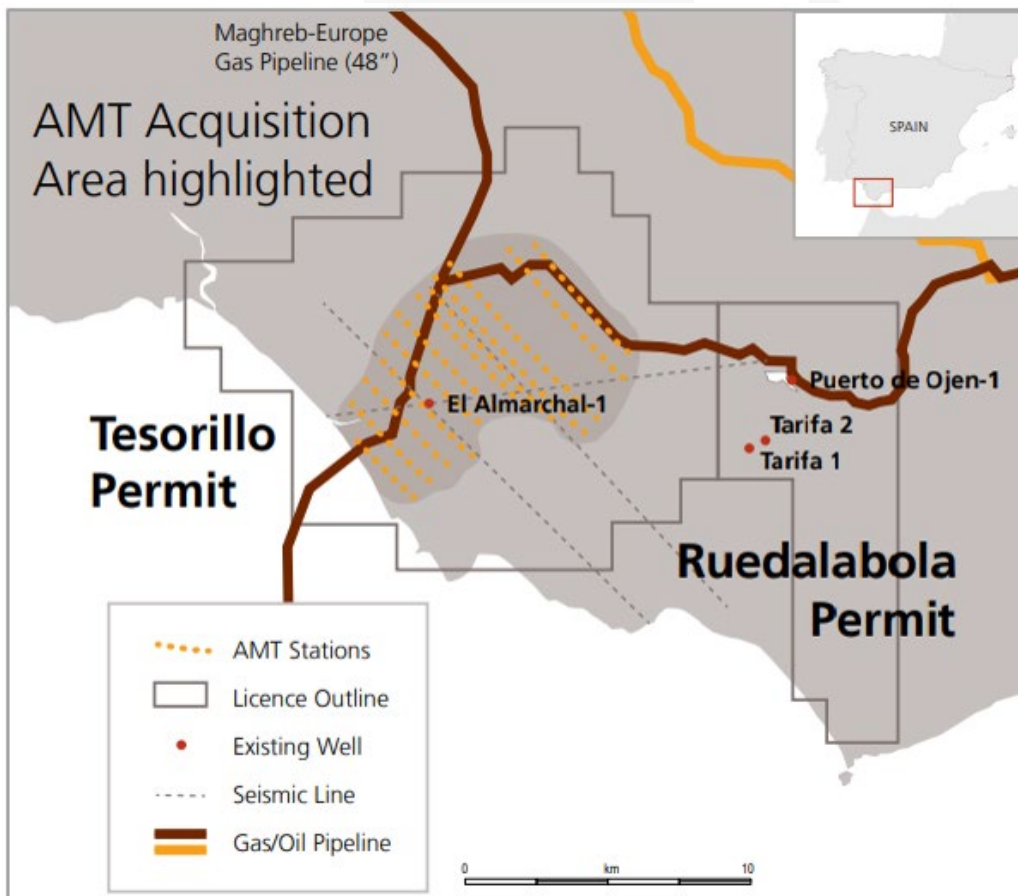 Maghreb-Europe
Gas Pipeline (48”)
AMT Acquisition
Area highlighted
SPAIN
El Almarchal-1
Puerto de Ojen-1
Tarifa 2
Tarifa 1
Tesorillo
Permit
Ruedalabola
Permit
AMT Stations
Licence Outline
Existing Well
Seismic Line
Gas/Oil Pipeline
0 km 10